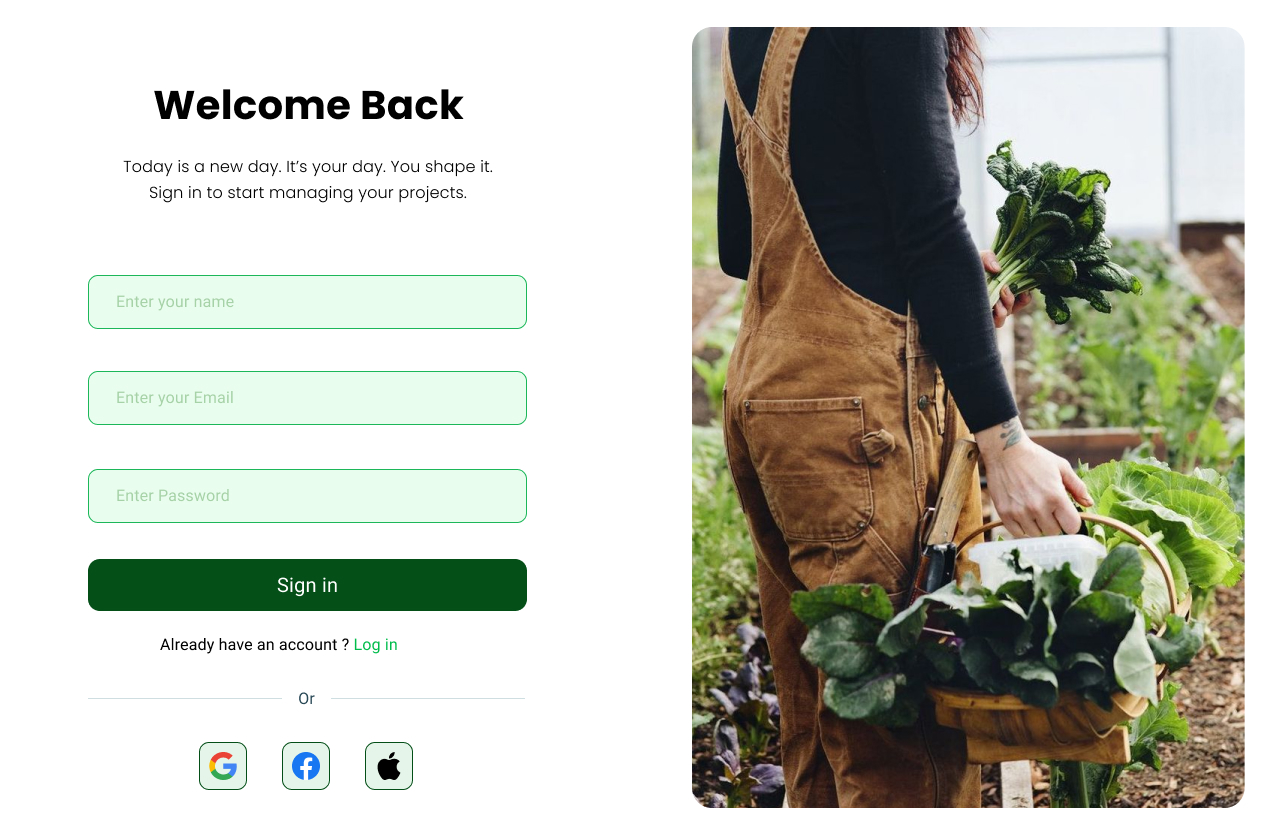 Welcome Back
Today is a new day. It’s your day. You shape it.
Sign in to start managing your projects.
Enter your name
Enter your Email
Enter Password
Sign in
Already have an account ? Log in
Or